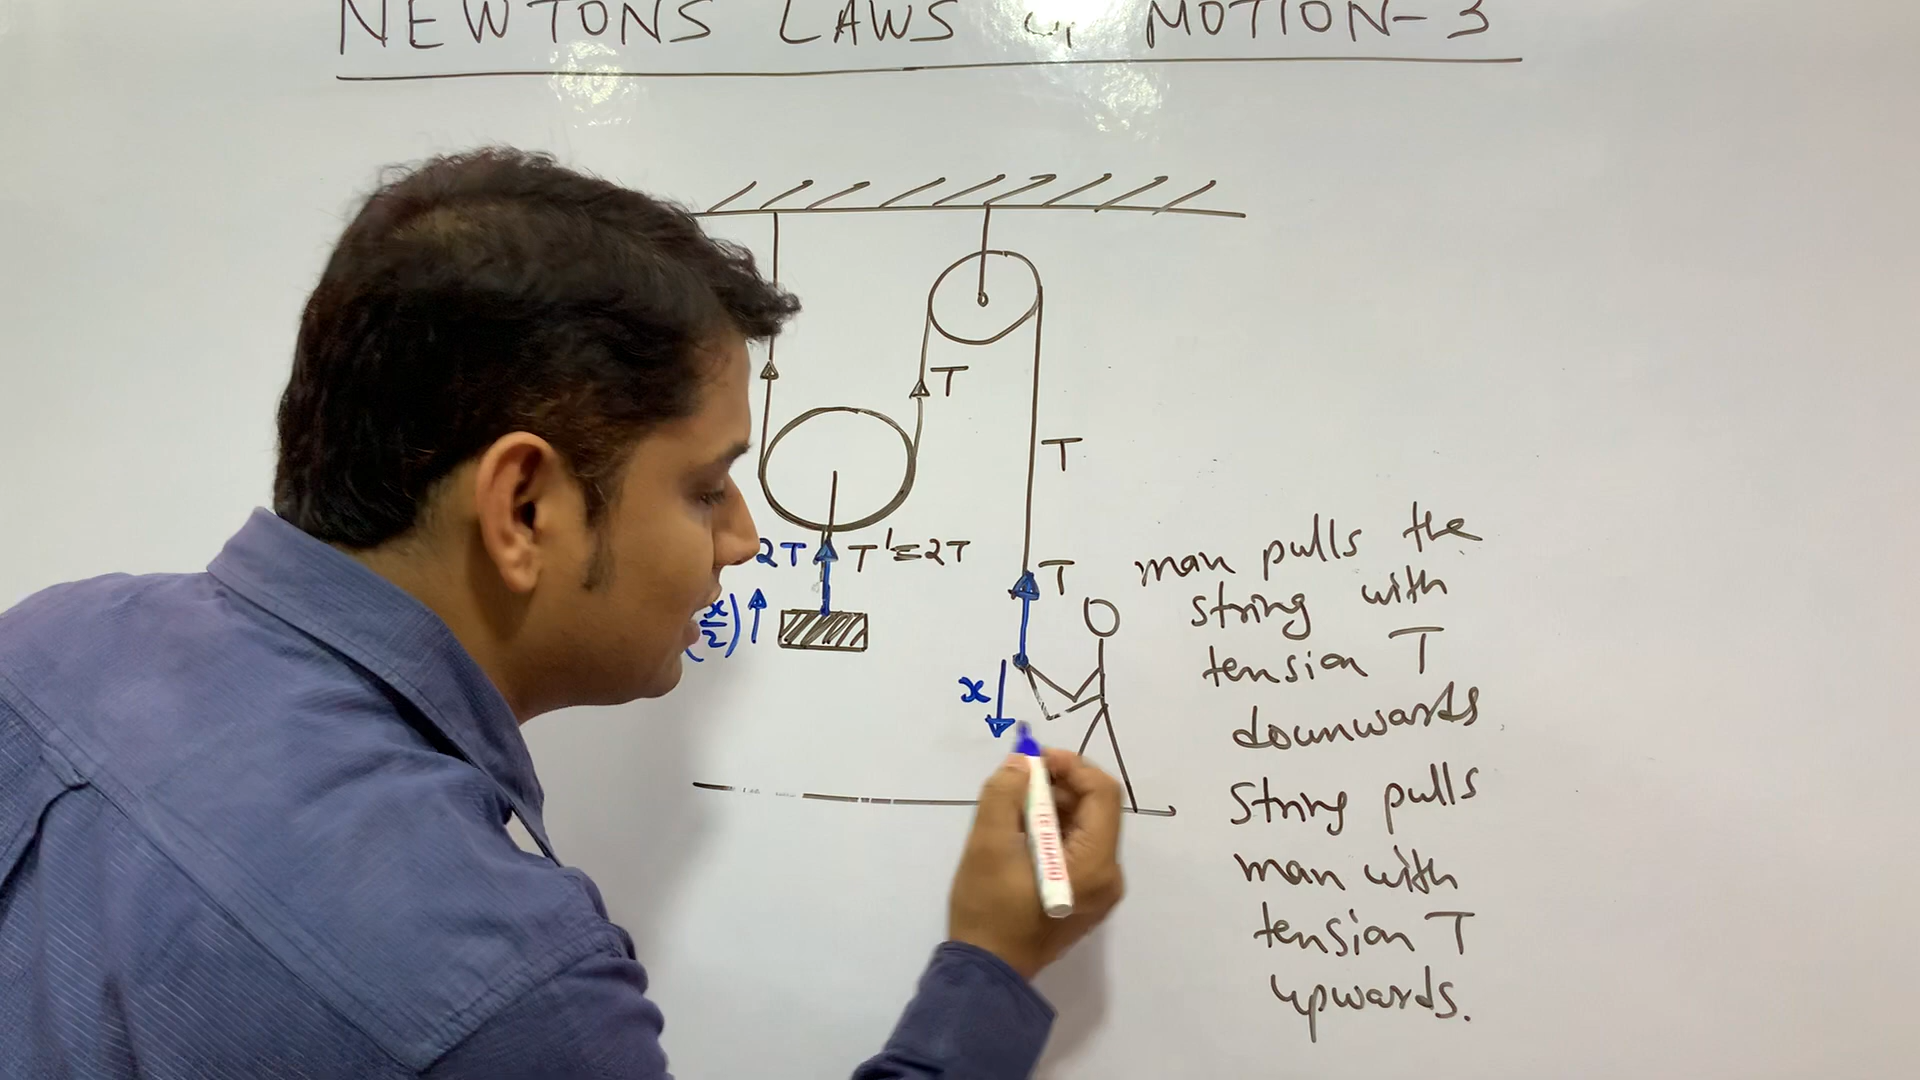 NEWTONS LAWS of MOTION-3
T
T
2T T'=2T
T
x/2)
x
man pulls the
string with
tension T
downwards
String pulls
man with
tension T
upwards.